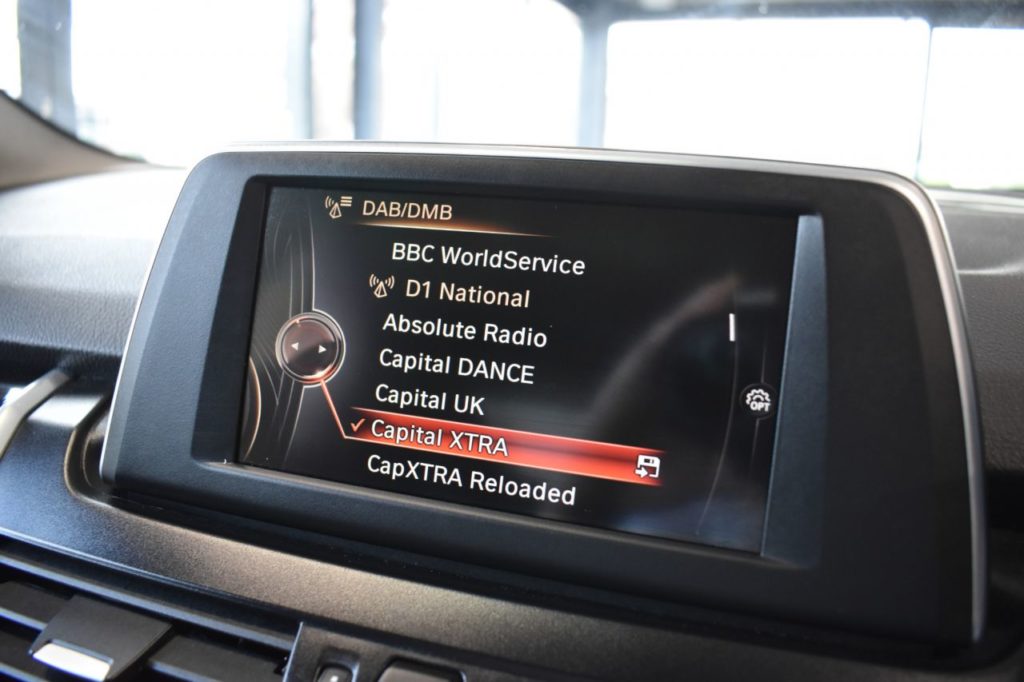 DAB/DMB
BBC WorldService
D1 National
Absolute Radio
Capital DANCE
Capital UK
Capital XTRA
CapXTRA Reloaded
OPT